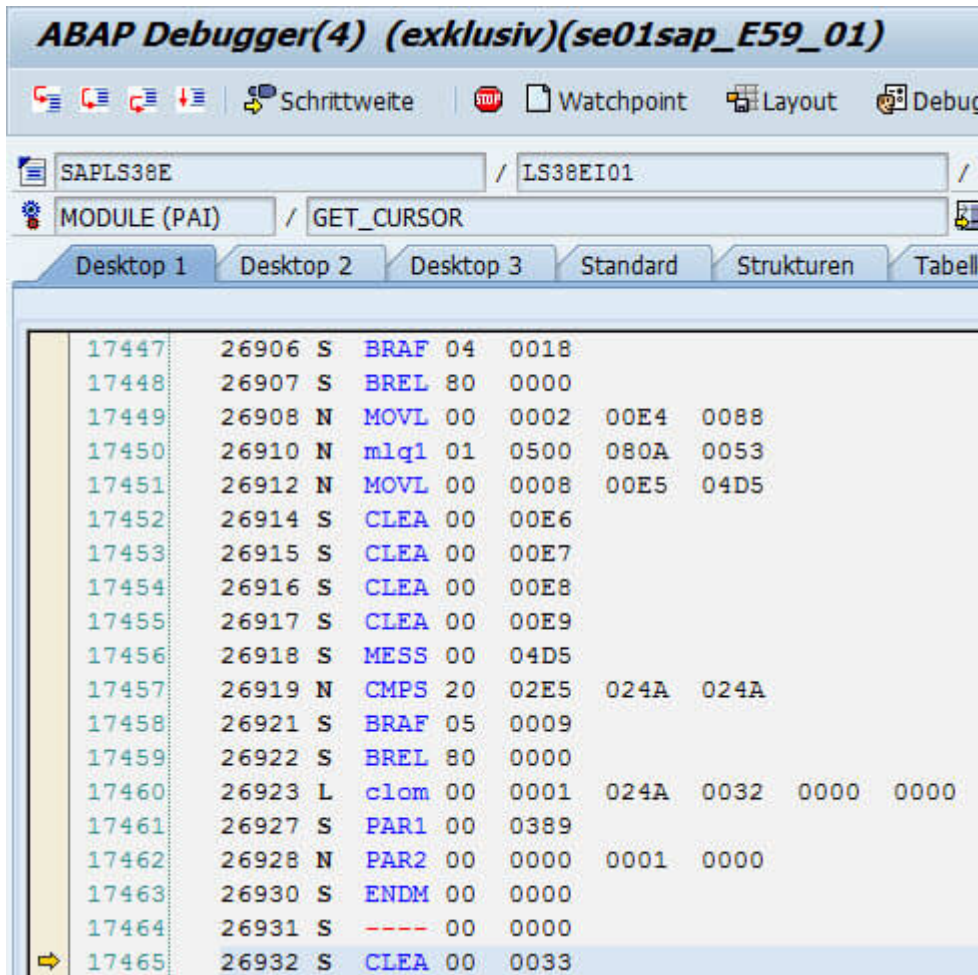 ABAP Debugger(4) (exklusiv)(se01sap_E59_01)
Schrittweite STOP Watchpoint Layout Debug
SAPLS38E / LS38EI01 /
MODULE (PAI) / GET_CURSOR
Desktop 1 Desktop 2 Desktop 3 Standard Strukturen Tabell
17447 26906 S BRAF 04 0018
17448 26907 S BREL 80 0000
17449 26908 N MOVL 00 0002 00E4 0088
17450 26910 N mlq1 01 0500 080A 0053
17451 26912 N MOVL 00 0008 00E5 04D5
17452 26914 S CLEA 00 00E6
17453 26915 S CLEA 00 00E7
17454 26916 S CLEA 00 00E8
17455 26917 S CLEA 00 00E9
17456 26918 S MESS 00 04D5
17457 26919 N CMPS 20 02E5 024A 024A
17458 26921 S BRAF 05 0009
17459 26922 S BREL 80 0000
17460 26923 L clom 00 0001 024A 0032 0000 0000
17461 26927 S PAR1 00 0389
17462 26928 N PAR2 00 0000 0001 0000
17463 26930 S ENDM 00 0000
17464 26931 S ---- 00 0000
17465 26932 S CLEA 00 0033